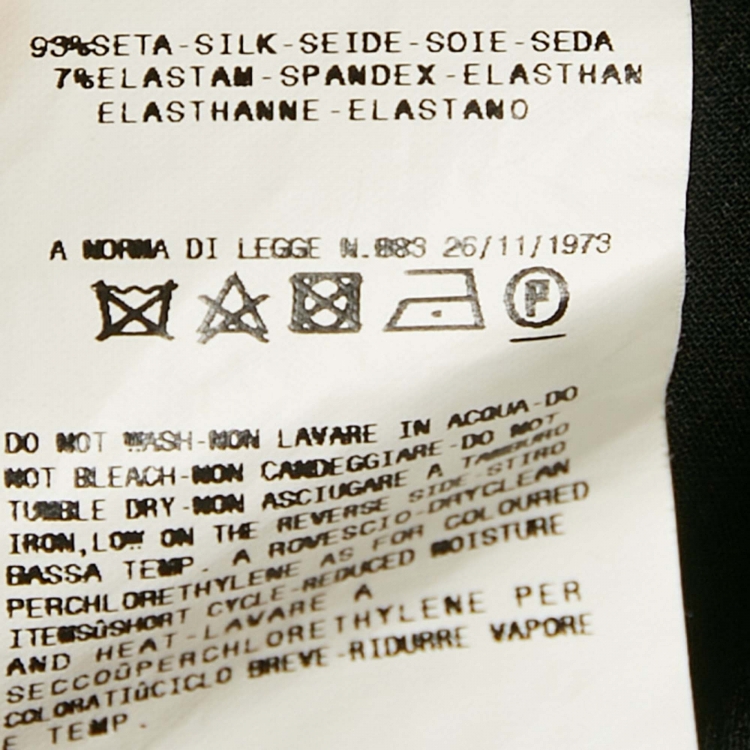 93%SETA-SILK-SEIDE-SOIE-SEDA
7%ELASTAM-SPANDEX-ELASTHAN
ELASTHANNE-ELASTANO
A NORMA DI LEGGE N.883 26/11/1973
P
DO NOT WASH-NON LAVARE IN ACQUA-DO
NOT BLEACH-NON CANDEGGIARE-DO NOT
TUMBLE DRY-NON ASCIUGARE A TAMBURO
IRON,LOW ON THE REVERSE SIDE-STIRO
BASSA TEMP. A ROVESCIO-DRYCLEAN
PERCHLORETHYLENE AS FOR COLOURED
ITEMSûSHORT CYCLE-REDUCED MOISTURE
AND HEAT-LAVARE A
SECCOûPERCHLORETHYLENE PER
COLORATIûCICLO BREVE-RIDURRE VAPORE
E TEMP.